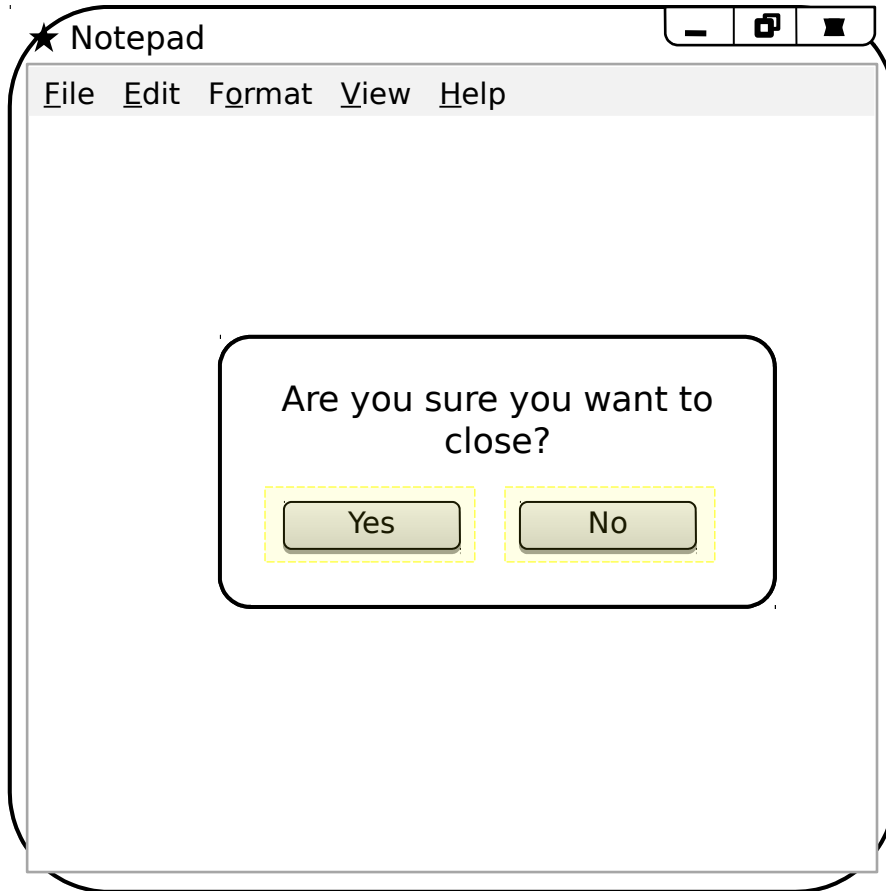 Notepad
File Edit Format View Help
Are you sure you want to
close?
Yes No